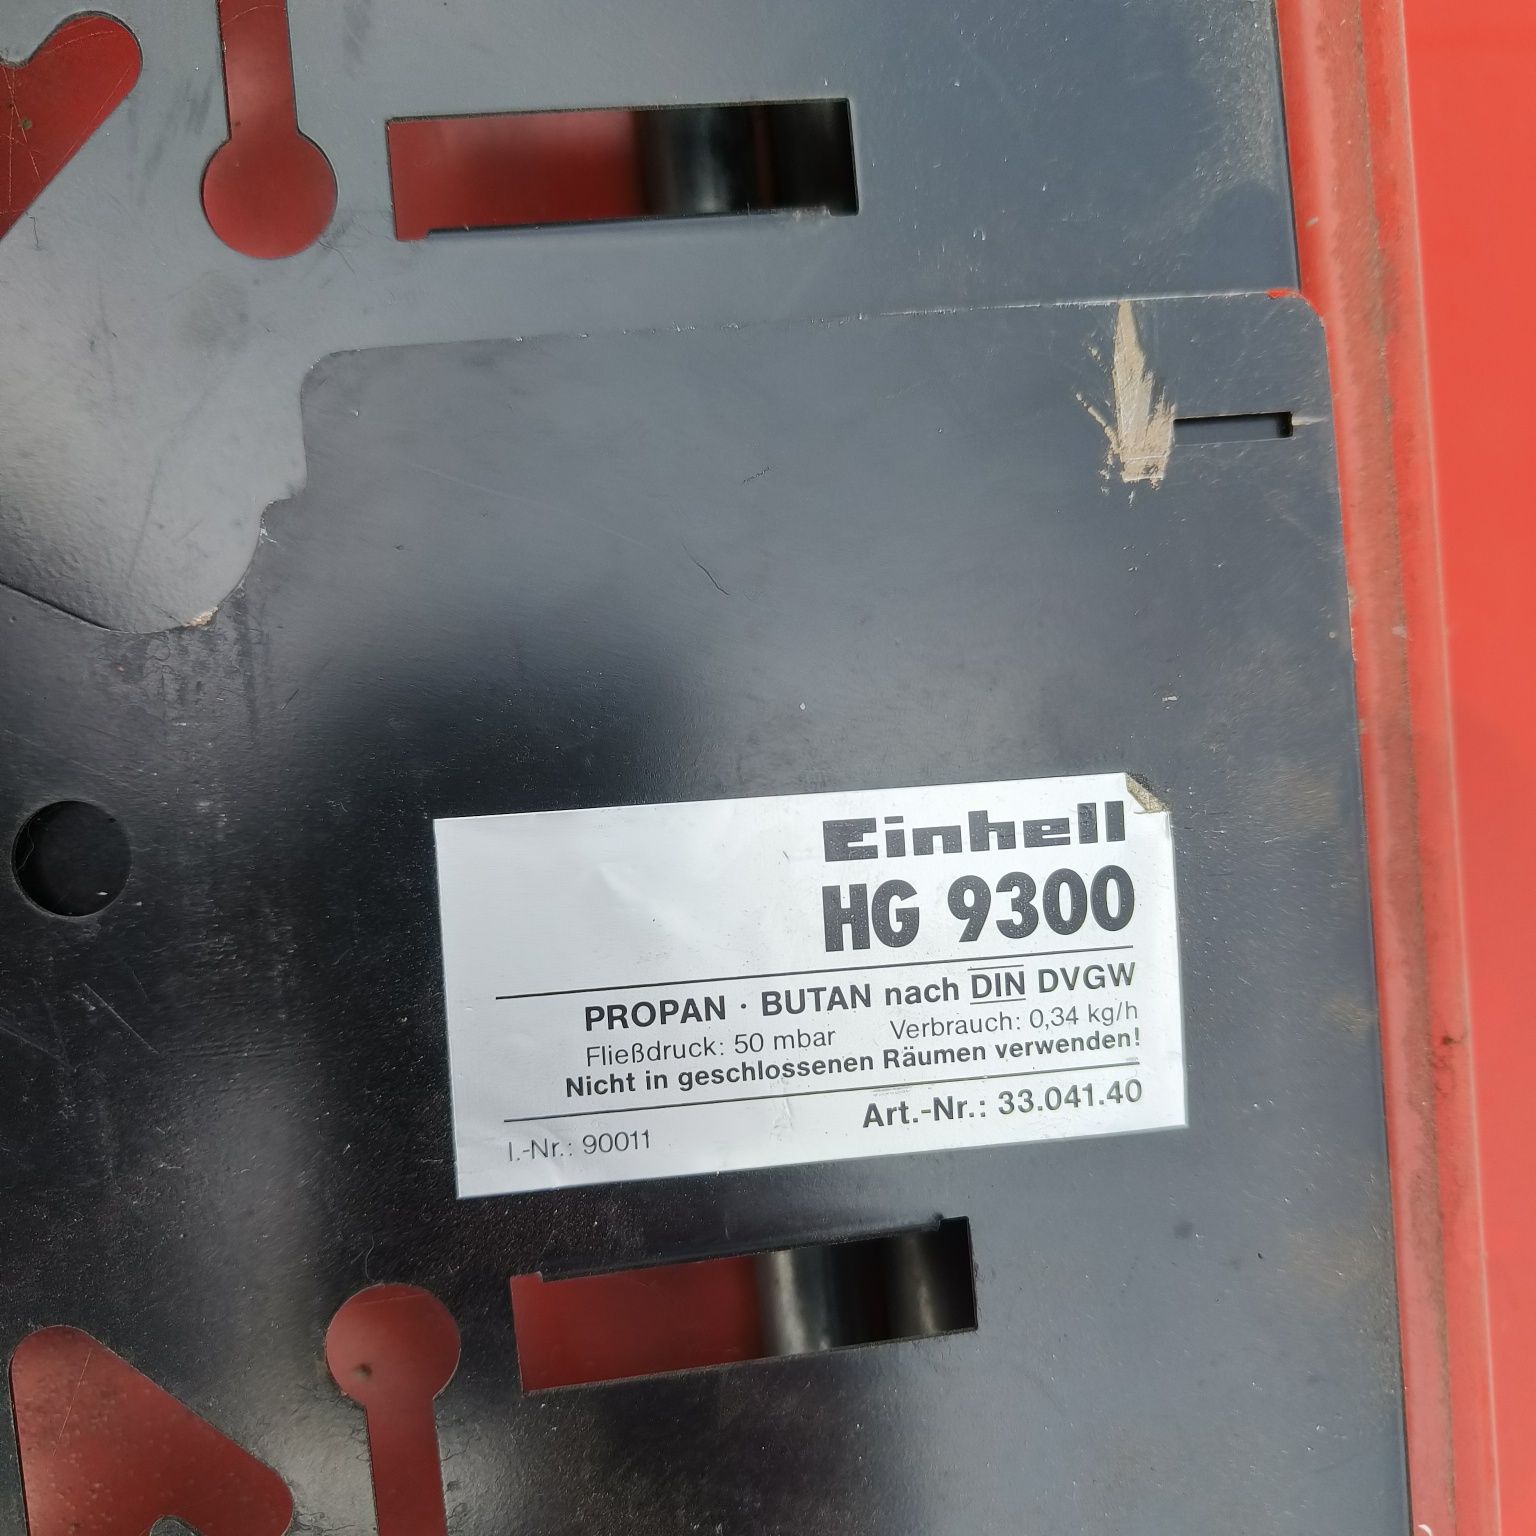 Einhell
HG 9300
PROPAN · BUTAN nach DIN DVGW
Fließdruck: 50 mbar Verbrauch: 0,34 kg/h
Nicht in geschlossenen Räumen verwenden!
Art.-Nr.: 33.041.40
I.-Nr.: 90011